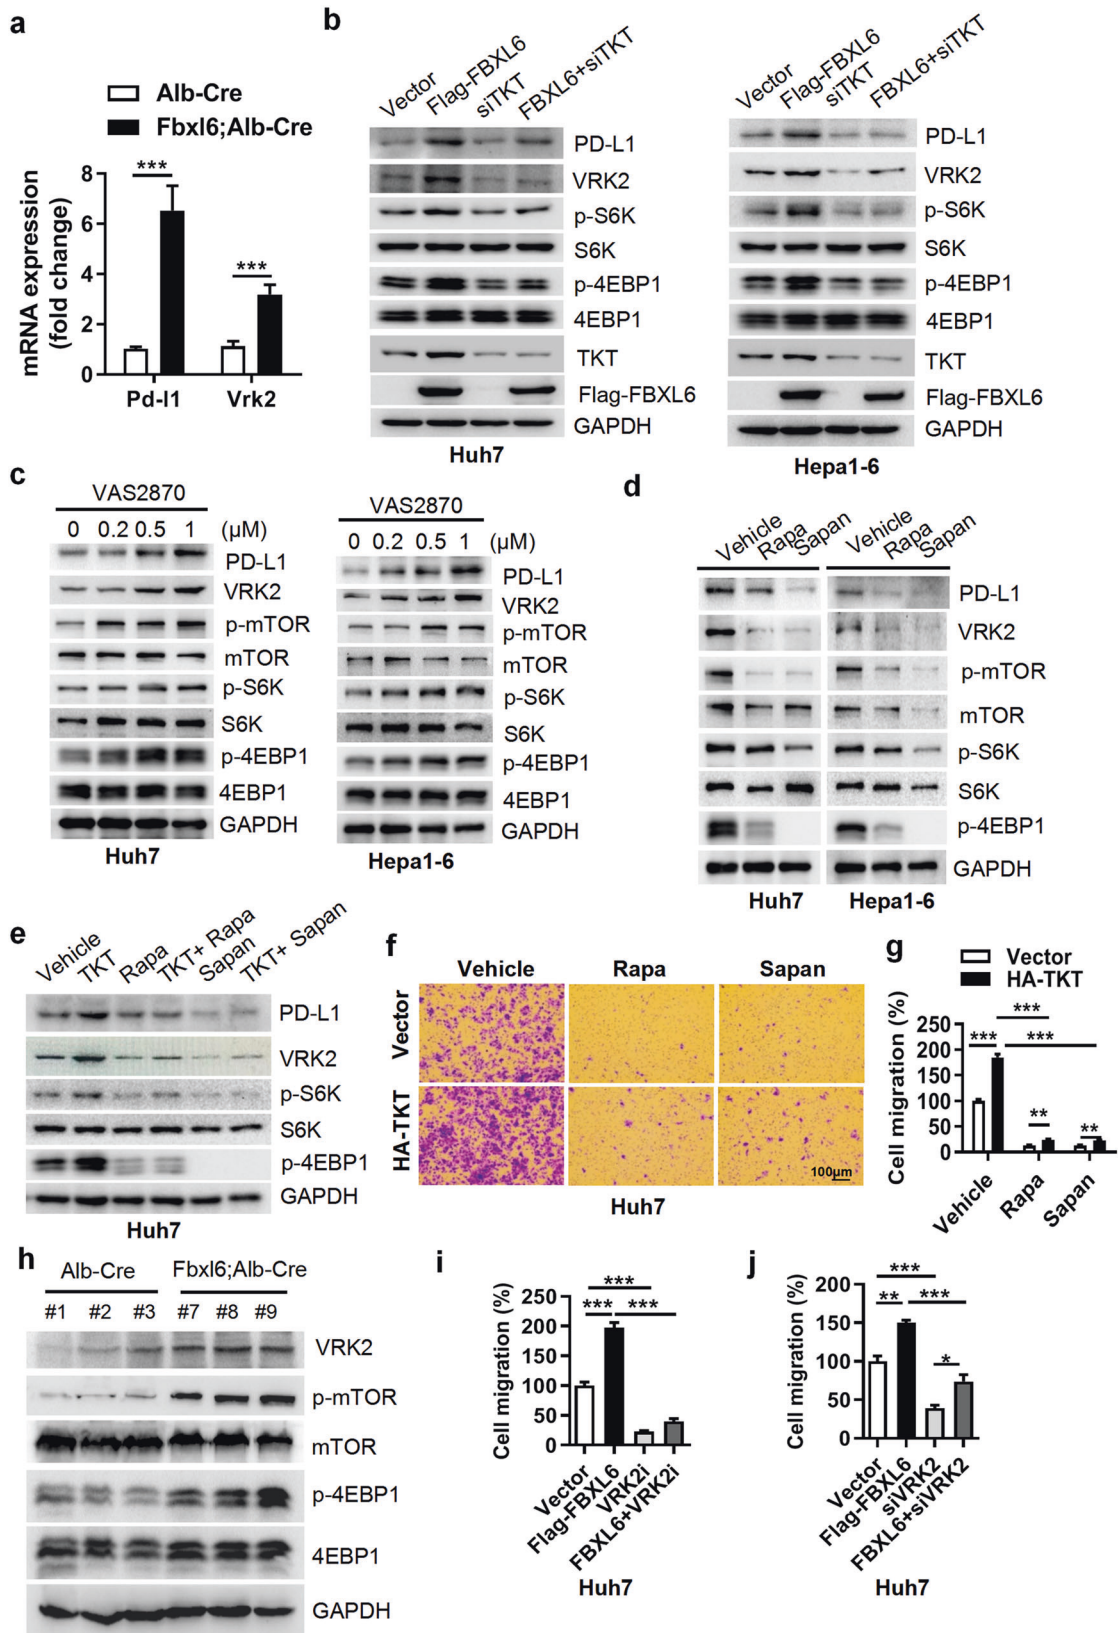 a
Alb-Cre
Fbxl6;Alb-Cre
mRNA expression
(fold change)
8
6
4
2
0
***
***
Pd-l1 Vrk2
b
Vector Flag-FBXL6 siTKT FBXL6+siTKT
PD-L1
VRK2
p-S6K
S6K
p-4EBP1
4EBP1
TKT
Flag-FBXL6
GAPDH
Huh7
Vector Flag-FBXL6 siTKT FBXL6+siTKT
PD-L1
VRK2
p-S6K
S6K
p-4EBP1
4EBP1
TKT
Flag-FBXL6
GAPDH
Hepa1-6
c
VAS2870
0 0.2 0.5 1 (µM)
PD-L1
VRK2
p-mTOR
mTOR
p-S6K
S6K
p-4EBP1
4EBP1
GAPDH
Huh7
VAS2870
0 0.2 0.5 1 (µM)
PD-L1
VRK2
p-mTOR
mTOR
p-S6K
S6K
p-4EBP1
4EBP1
GAPDH
Hepa1-6
d
Vehicle Rapa Sapan Vehicle Rapa Sapan
PD-L1
VRK2
p-mTOR
mTOR
p-S6K
S6K
p-4EBP1
GAPDH
Huh7 Hepa1-6
e
Vehicle TKT Rapa TKT+ Rapa Sapan TKT+ Sapan
PD-L1
VRK2
p-S6K
S6K
p-4EBP1
GAPDH
Huh7
f
Vehicle Rapa Sapan
Vector
HA-TKT
100µm
Huh7
g
Vector
HA-TKT
Cell migration (%)
250
200
150
100
50
0
***
***
***
**
**
Vehicle Rapa Sapan
h
Alb-Cre Fbxl6;Alb-Cre
#1 #2 #3 #7 #8 #9
VRK2
p-mTOR
mTOR
p-4EBP1
4EBP1
GAPDH
i
Cell migration (%)
250
200
150
100
50
0
***
*** ***
Vector Flag-FBXL6 VRK2i FBXL6+VRK2i
Huh7
j
Cell migration (%)
200
150
100
50
0
***
** ***
*
Vector Flag-FBXL6 siVRK2 FBXL6+siVRK2
Huh7